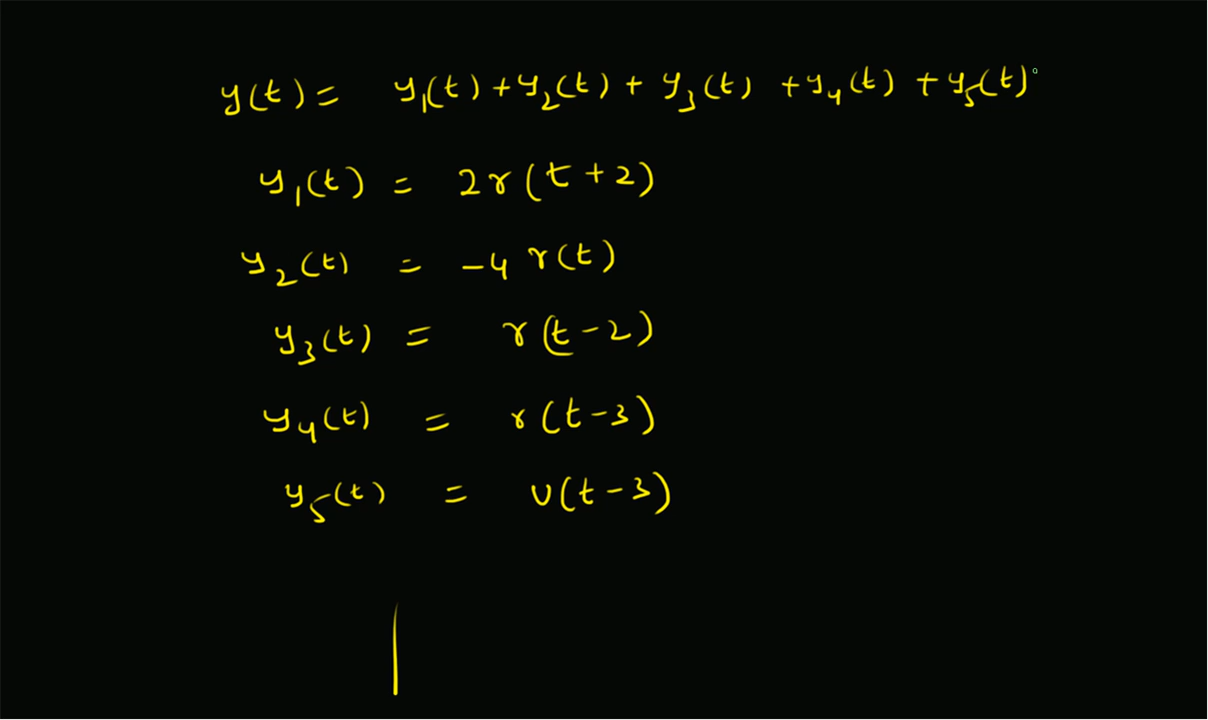 y(t) = y₁(t) + y₂(t) + y₃(t) + y₄(t) + y₅(t)
y₁(t) = 2r(t+2)
y₂(t) = -4 r(t)
y₃(t) = r(t-2)
y₄(t) = r(t-3)
y₅(t) = u(t-3)